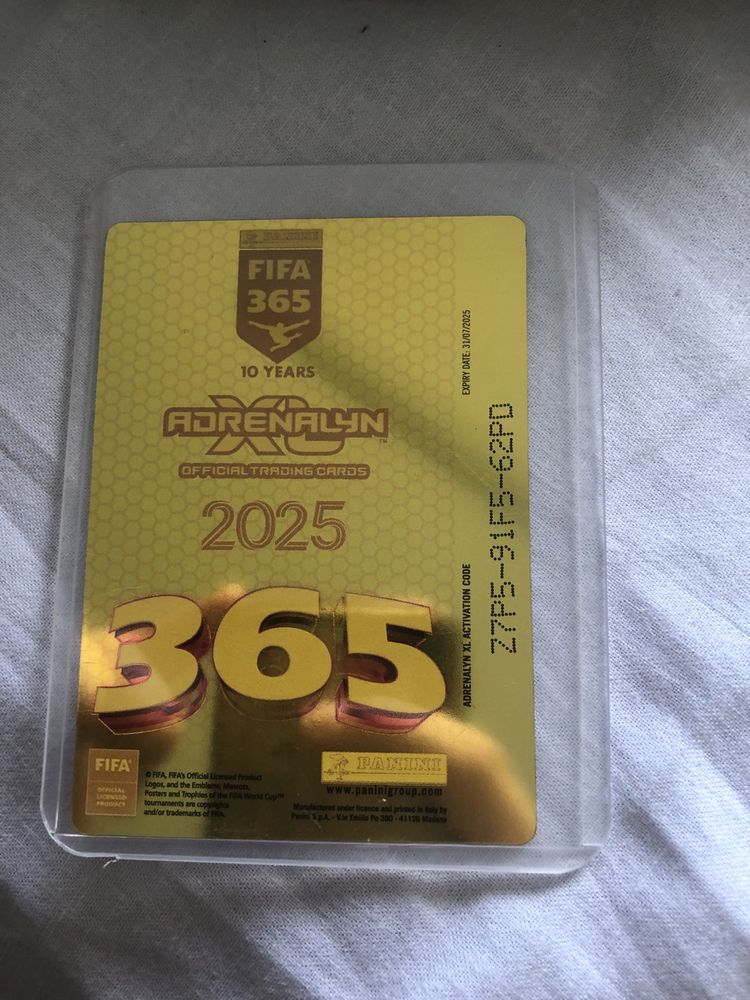 PANINI
FIFA
365
10 YEARS
ADRENALYN
XL™
OFFICIAL TRADING CARDS
2025
365
EXPIRY DATE: 31/07/2025
ADRENALYN XL ACTIVATION CODE
Z7P5-91F5-62PD
FIFA
OFFICIAL
LICENSED
PRODUCT
© FIFA, FIFA's Official Licensed Product
Logos, and the Emblems, Mascots,
Posters and Trophies of the FIFA World Cup™
tournaments are copyrights
and/or trademarks of FIFA.
PANINI
www.paninigroup.com
Manufactured under licence and printed in Italy by
Panini S.p.A. - V.le Emilio Po 380 - 41126 Modena